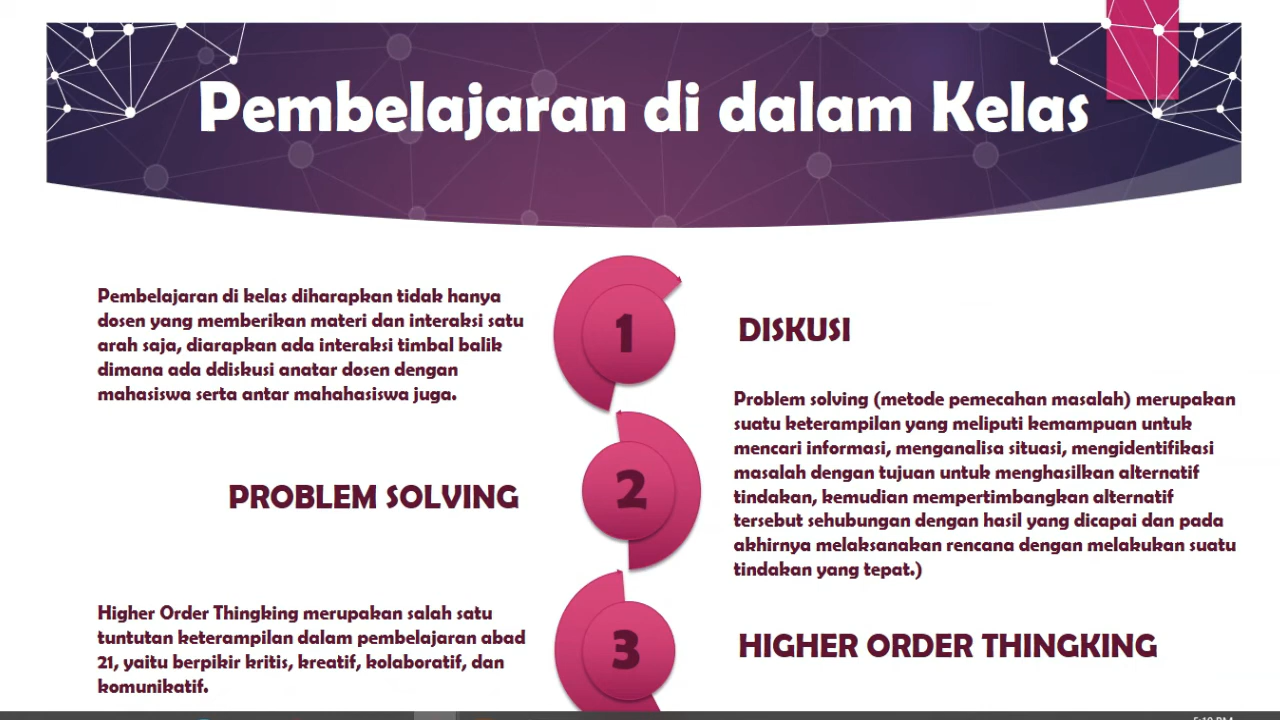 Pembelajaran di dalam Kelas
Pembelajaran di kelas diharapkan tidak hanya
dosen yang memberikan materi dan interaksi satu
arah saja, diarapkan ada interaksi timbal balik
dimana ada ddiskusi anatar dosen dengan
mahasiswa serta antar mahahasiswa juga.
1
DISKUSI
PROBLEM SOLVING
2
Problem solving (metode pemecahan masalah) merupakan
suatu keterampilan yang meliputi kemampuan untuk
mencari informasi, menganalisa situasi, mengidentifikasi
masalah dengan tujuan untuk menghasilkan alternatif
tindakan, kemudian mempertimbangkan alternatif
tersebut sehubungan dengan hasil yang dicapai dan pada
akhirnya melaksanakan rencana dengan melakukan suatu
tindakan yang tepat.)
Higher Order Thingking merupakan salah satu
tuntutan keterampilan dalam pembelajaran abad
21, yaitu berpikir kritis, kreatif, kolaboratif, dan
komunikatif.
3
HIGHER ORDER THINGKING